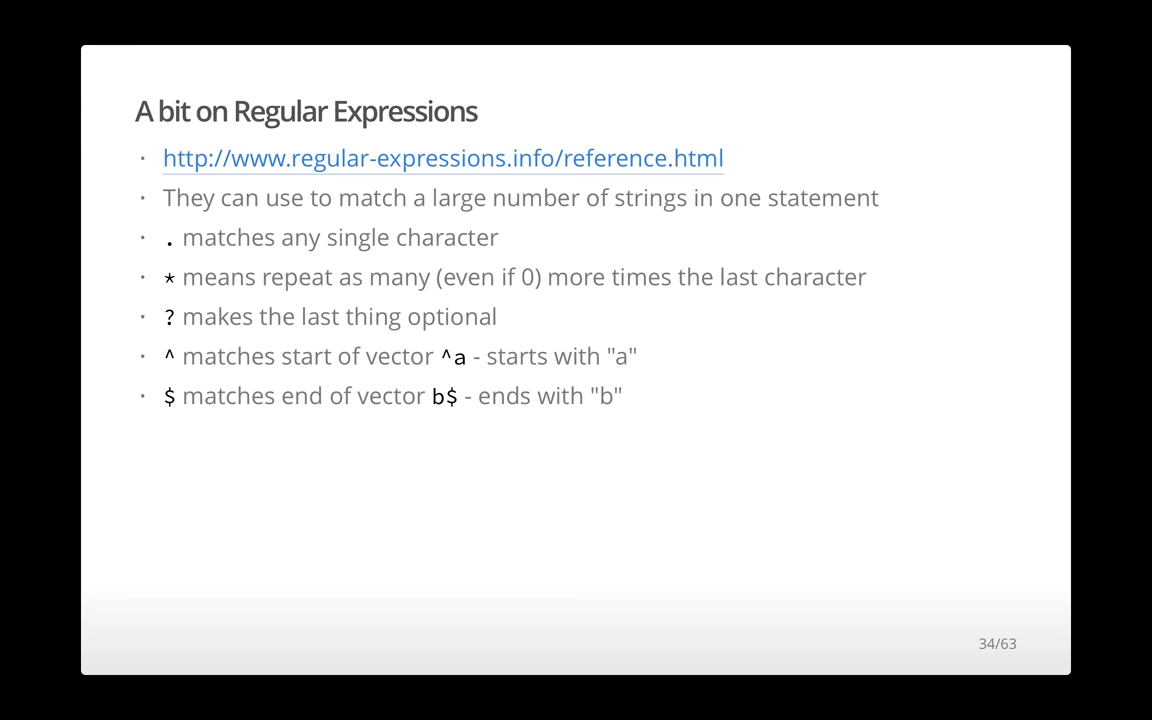 A bit on Regular Expressions
· http://www.regular-expressions.info/reference.html
· They can use to match a large number of strings in one statement
· . matches any single character
· * means repeat as many (even if 0) more times the last character
· ? makes the last thing optional
· ^ matches start of vector ^a - starts with "a"
· $ matches end of vector b$ - ends with "b"
34/63